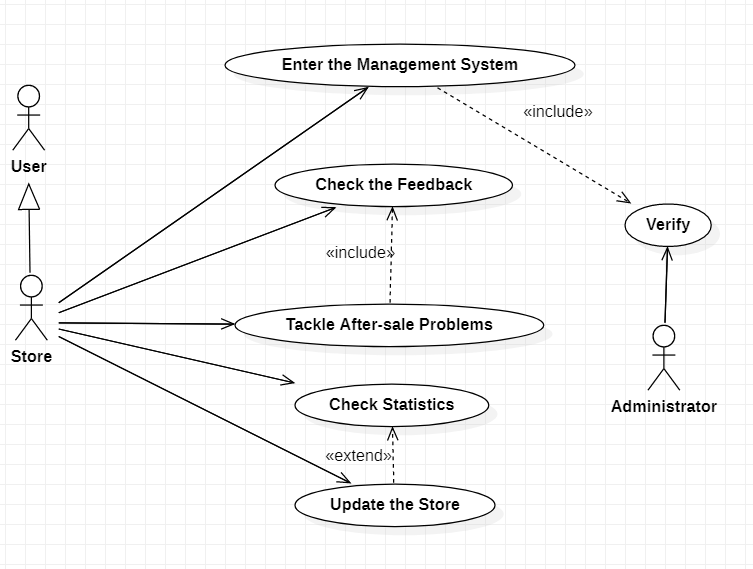 Enter the Management System
«include»
User
Check the Feedback
Verify
«include»
Tackle After-sale Problems
Store
Check Statistics
Administrator
«extend»
Update the Store